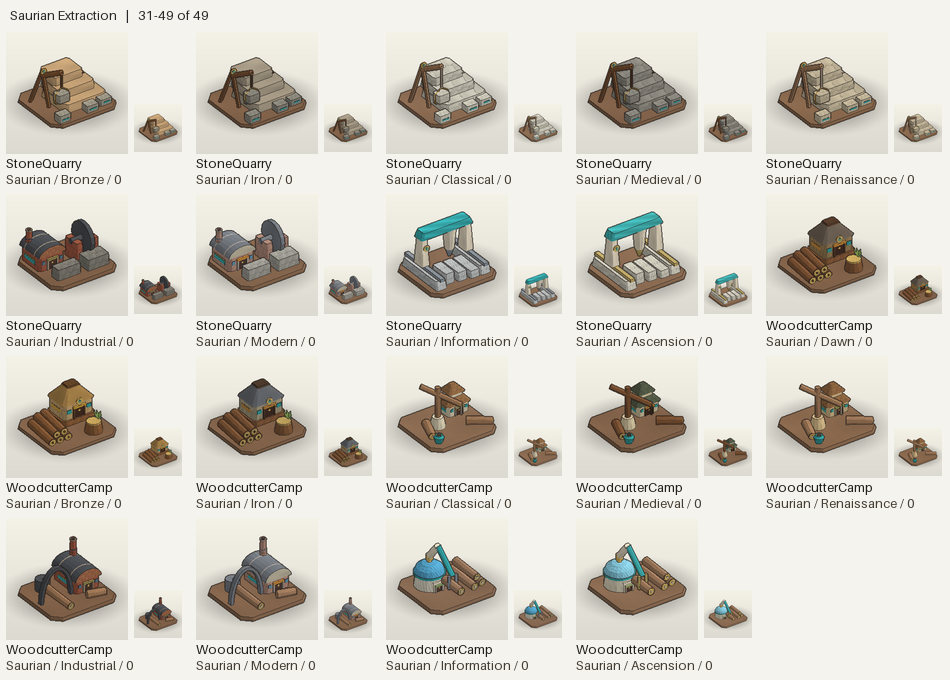 Saurian Extraction | 31-49 of 49
StoneQuarry
Saurian / Bronze / 0
StoneQuarry
Saurian / Iron / 0
StoneQuarry
Saurian / Classical / 0
StoneQuarry
Saurian / Medieval / 0
StoneQuarry
Saurian / Renaissance / 0
StoneQuarry
Saurian / Industrial / 0
StoneQuarry
Saurian / Modern / 0
StoneQuarry
Saurian / Information / 0
StoneQuarry
Saurian / Ascension / 0
WoodcutterCamp
Saurian / Dawn / 0
WoodcutterCamp
Saurian / Bronze / 0
WoodcutterCamp
Saurian / Iron / 0
WoodcutterCamp
Saurian / Classical / 0
WoodcutterCamp
Saurian / Medieval / 0
WoodcutterCamp
Saurian / Renaissance / 0
WoodcutterCamp
Saurian / Industrial / 0
WoodcutterCamp
Saurian / Modern / 0
WoodcutterCamp
Saurian / Information / 0
WoodcutterCamp
Saurian / Ascension / 0